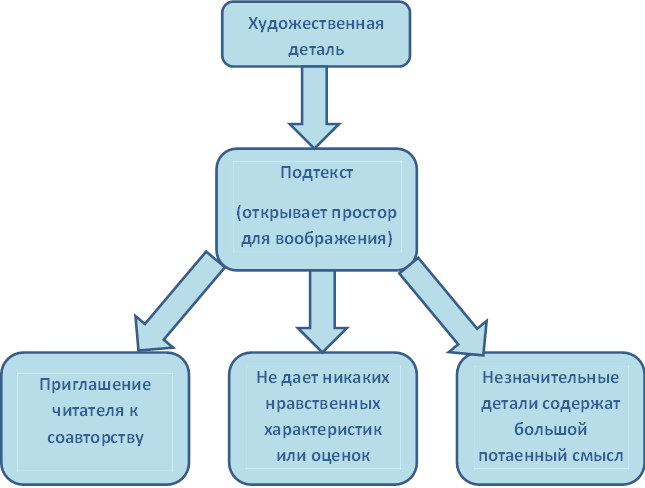 Художественная
деталь
Подтекст
(открывает простор
для воображения)
Приглашение
читателя к
соавторству
Не дает никаких
нравственных
характеристик
или оценок
Незначительные
детали содержат
большой
потаенный смысл